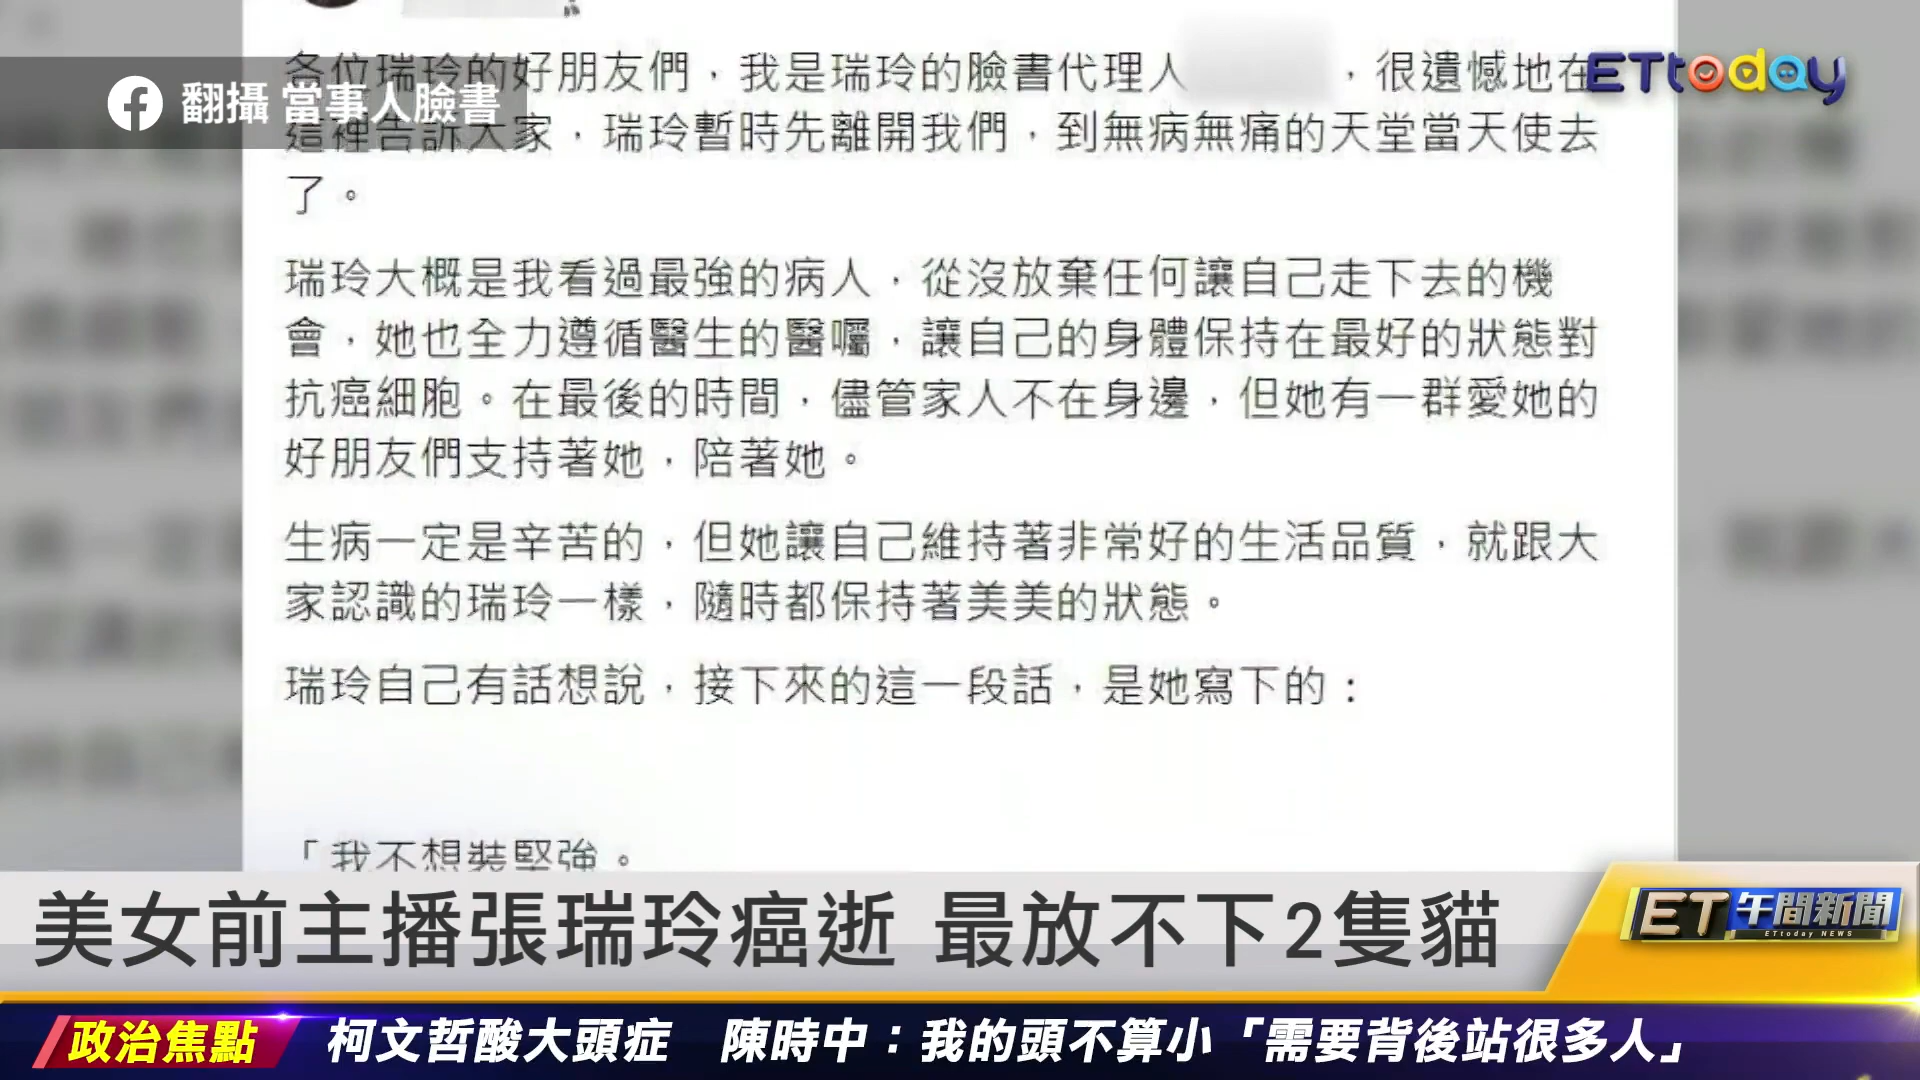 各位瑞玲的好朋友們，我是瑞玲的臉書代理人，很遺憾地在
ETtoday
翻攝 當事人臉書
這裡告訴大家，瑞玲暫時先離開我們，到無病無痛的天堂當天使去
了。
瑞玲大概是我看過最強的病人，從沒放棄任何讓自己走下去的機
會，她也全力遵循醫生的醫囑，讓自己的身體保持在最好的狀態對
抗癌細胞。在最後的時間，儘管家人不在身邊，但她有一群愛她的
好朋友們支持著她，陪著她。
生病一定是辛苦的，但她讓自己維持著非常好的生活品質，就跟大
家認識的瑞玲一樣，隨時都保持著美美的狀態。
瑞玲自己有話想說，接下來的這一段話，是她寫下的：
「我不想裝堅強。
美女前主播張瑞玲癌逝 最放不下2隻貓
ET午間新聞
ETtoday NEWS
政治焦點
柯文哲酸大頭症 陳時中：我的頭不算小「需要背後站很多人」